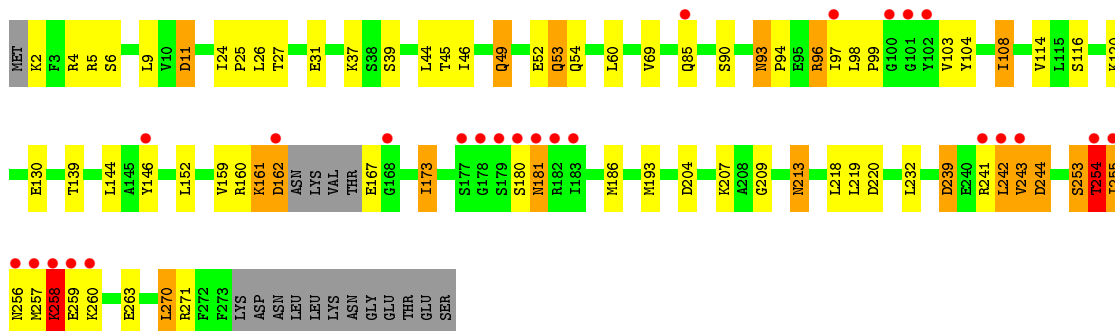 MET K2 F3 R4 R5 S6 L9 V10 D11 I24 P25 L26 T27 E31 K37 S38 S39 L44 T45 I46 Q49 E52 Q53 Q54 L60 V69 Q85 S90 N93 P94 E95 R96 I97 L98 P99 G100 G101 Y102 V103 Y104 I108 V114 L115 S116 K120
E130 T139 L144 A145 Y146 L152 V159 R160 K161 D162 ASN LYS VAL THR E167 G168 I173 S177 G178 S179 S180 N181 R182 I183 M186 M193 D204 K207 A208 G209 N213 L218 L219 D220 L232 D239 E240 R241 L242 V243 D244 S253 T254 I255
N256 M257 K258 E259 K260 E263 L270 R271 F272 F273 LYS ASP ASN LEU LEU LYS ASN GLY GLU THR GLU SER